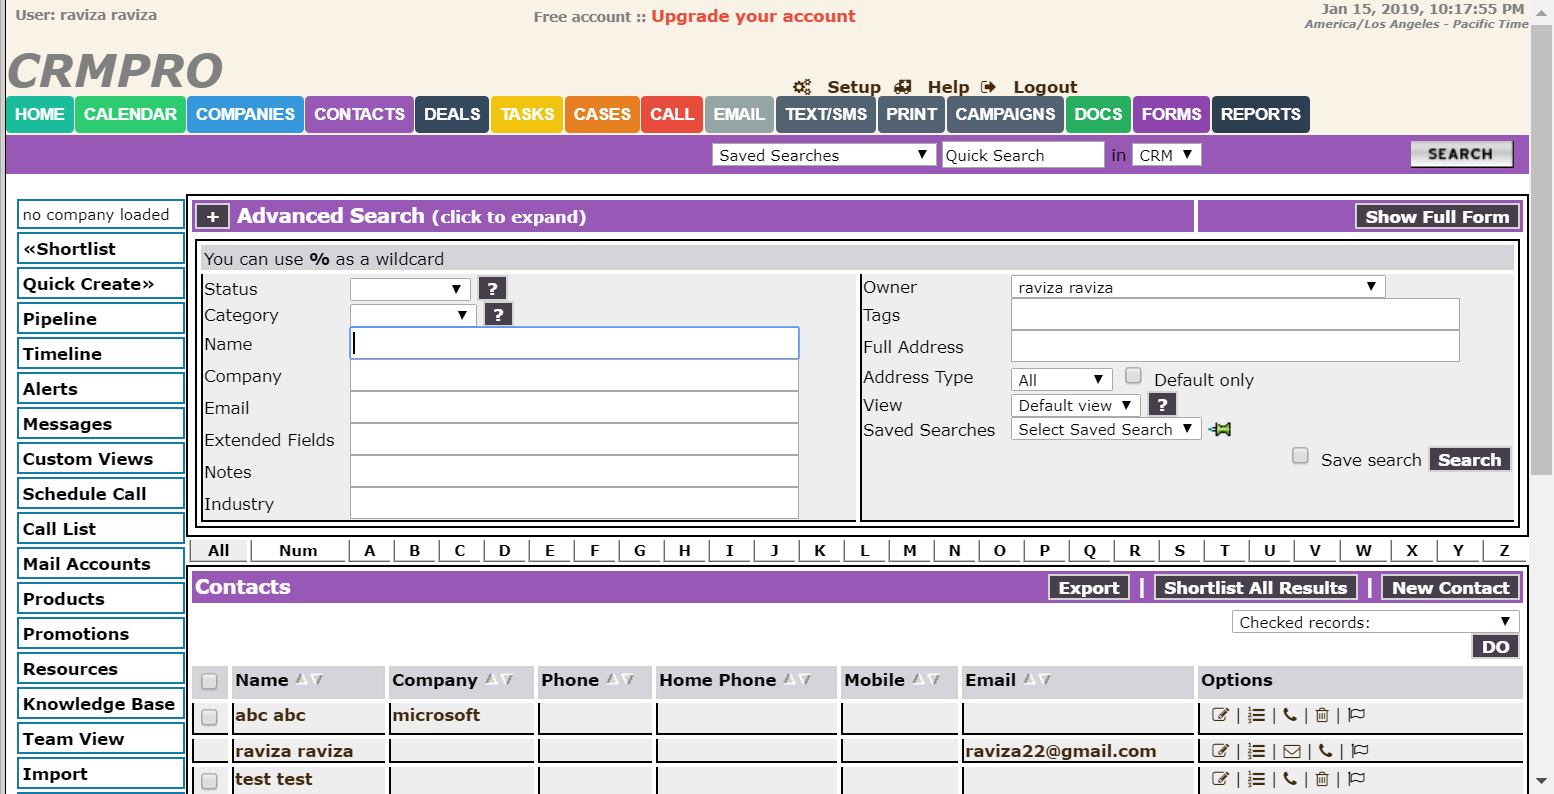 User: raviza raviza
Free account :: Upgrade your account
Jan 15, 2019, 10:17:55 PM
America/Los Angeles - Pacific Time
CRMPRO
Setup Help Logout
HOME CALENDAR COMPANIES CONTACTS DEALS TASKS CASES CALL EMAIL TEXT/SMS PRINT CAMPAIGNS DOCS FORMS REPORTS
Saved Searches Quick Search in CRM SEARCH
no company loaded
«Shortlist
Quick Create»
Pipeline
Timeline
Alerts
Messages
Custom Views
Schedule Call
Call List
Mail Accounts
Products
Promotions
Resources
Knowledge Base
Team View
Import
+ Advanced Search (click to expand) Show Full Form
You can use % as a wildcard
Status ?
Category ?
Name
Company
Email
Extended Fields
Notes
Industry
Owner raviza raviza
Tags
Full Address
Address Type All Default only
View Default view ?
Saved Searches Select Saved Search
Save search Search
All Num A B C D E F G H I J K L M N O P Q R S T U V W X Y Z
Contacts Export | Shortlist All Results | New Contact
Checked records:
DO
Name Company Phone Home Phone Mobile Email Options
abc abc microsoft | | | |
raviza raviza raviza22@gmail.com | | | |
test test | | | |